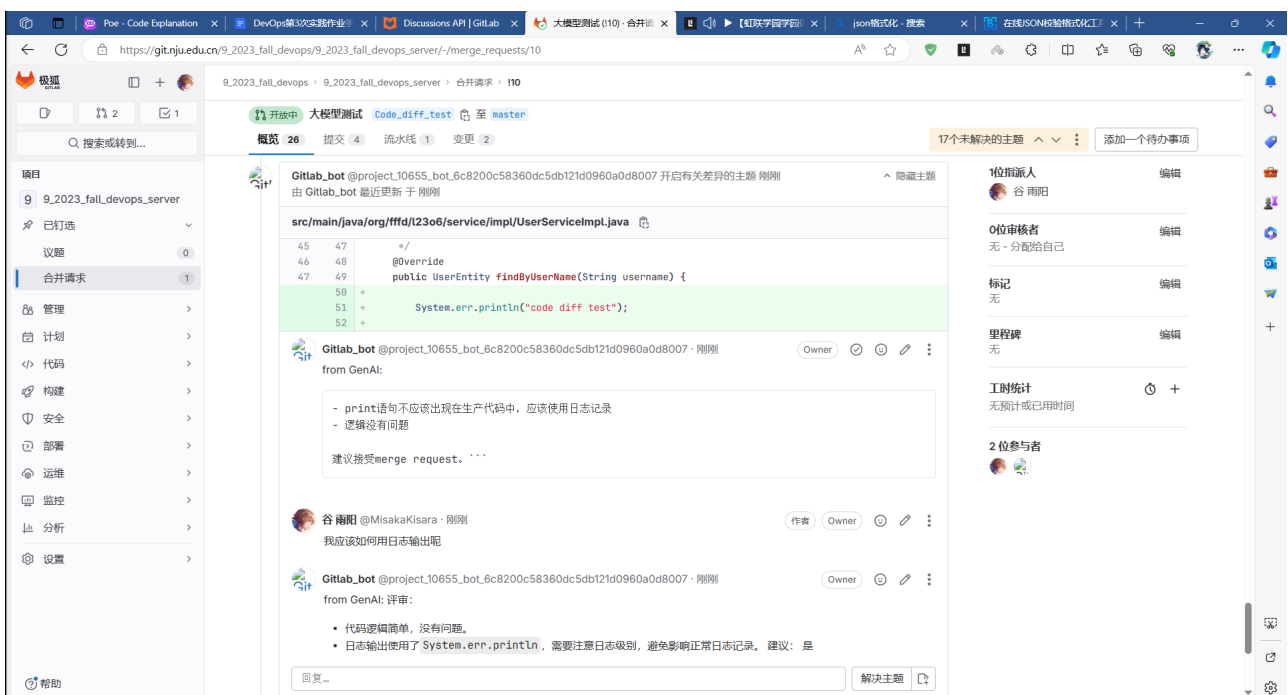 Poe - Code Explanation
DevOps第3次实践作业
Discussions API | GitLab
大模型测试 (!10) · 合并
【虹咲学园学园
json格式化 - 搜索
在线JSON校验格式化工具
https://git.nju.edu.cn/9_2023_fall_devops/9_2023_fall_devops_server/-/merge_requests/10
极狐
GITLAB
9_2023_fall_devops › 9_2023_fall_devops_server › 合并请求 › !10
2
1
开放中 大模型测试 Code_diff_test 至 master
搜索或转到...
概览 26 提交 4 流水线 1 变更 2
17个未解决的主题
添加一个待办事项
项目
9 9_2023_fall_devops_server
已钉选
议题 0
合并请求 1
管理
计划
代码
构建
安全
部署
运维
监控
分析
设置
帮助
Gitlab_bot @project_10655_bot_6c8200c58360dc5db121d0960a0d8007 开启有关差异的主题 刚刚
隐藏主题
由 Gitlab_bot 最近更新 于 刚刚
src/main/java/org/fffd/l23o6/service/impl/UserServiceImpl.java
45 47 */
46 48 @Override
47 49 public UserEntity findByUserName(String username) {
50 +
51 + System.err.println("code diff test");
52 +
Gitlab_bot @project_10655_bot_6c8200c58360dc5db121d0960a0d8007 · 刚刚
Owner
from GenAI:
- print语句不应该出现在生产代码中，应该使用日志记录
- 逻辑没有问题
建议接受merge request。```
谷 雨阳 @MisakaKisara · 刚刚
作者 Owner
我应该如何用日志输出呢
Gitlab_bot @project_10655_bot_6c8200c58360dc5db121d0960a0d8007 · 刚刚
Owner
from GenAI: 评审：
• 代码逻辑简单，没有问题。
• 日志输出使用了 System.err.println，需要注意日志级别，避免影响正常日志记录。 建议： 是
回复…
解决主题
1位指派人 编辑
谷 雨阳
0位审核者 编辑
无 - 分配给自己
标记 编辑
无
里程碑 编辑
无
工时统计
无预计或已用时间
2 位参与者